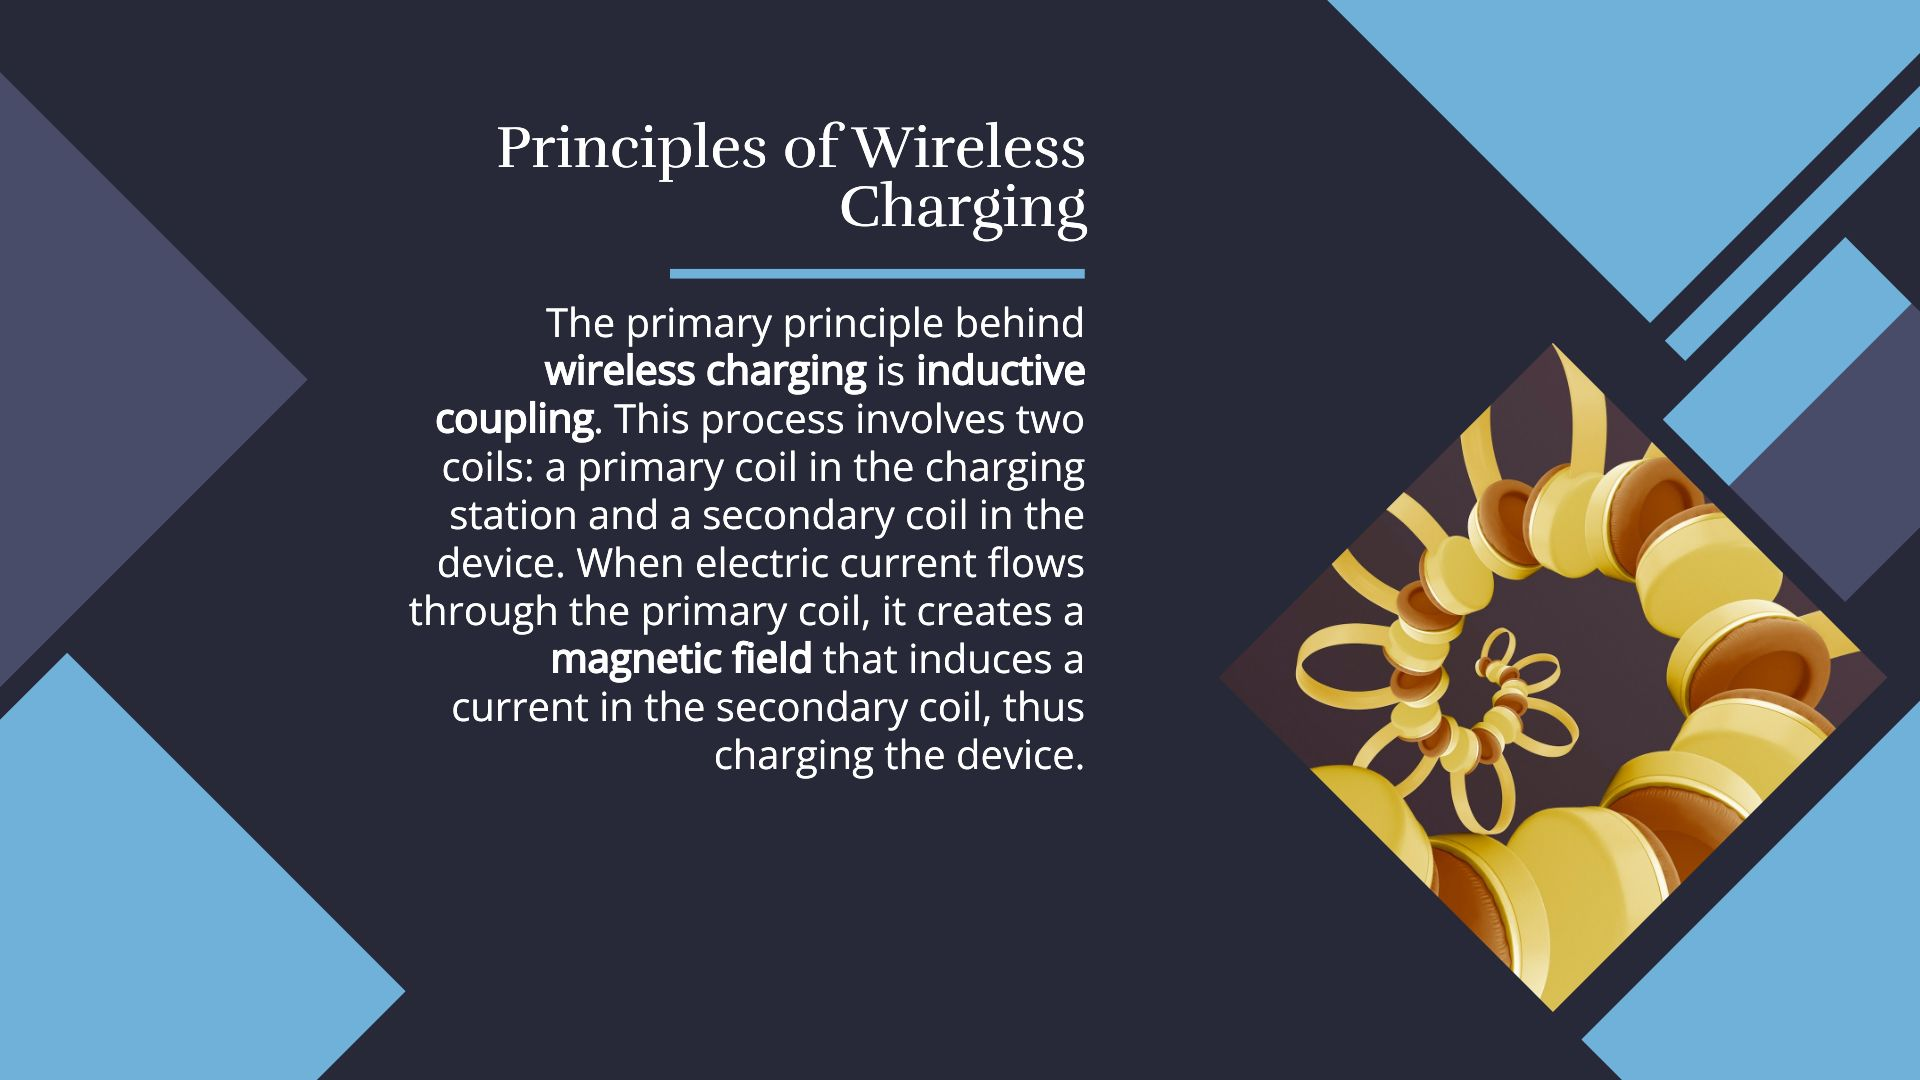 Principles of Wireless
Charging
The primary principle behind
wireless charging is inductive
coupling. This process involves two
coils: a primary coil in the charging
station and a secondary coil in the
device. When electric current flows
through the primary coil, it creates a
magnetic field that induces a
current in the secondary coil, thus
charging the device.